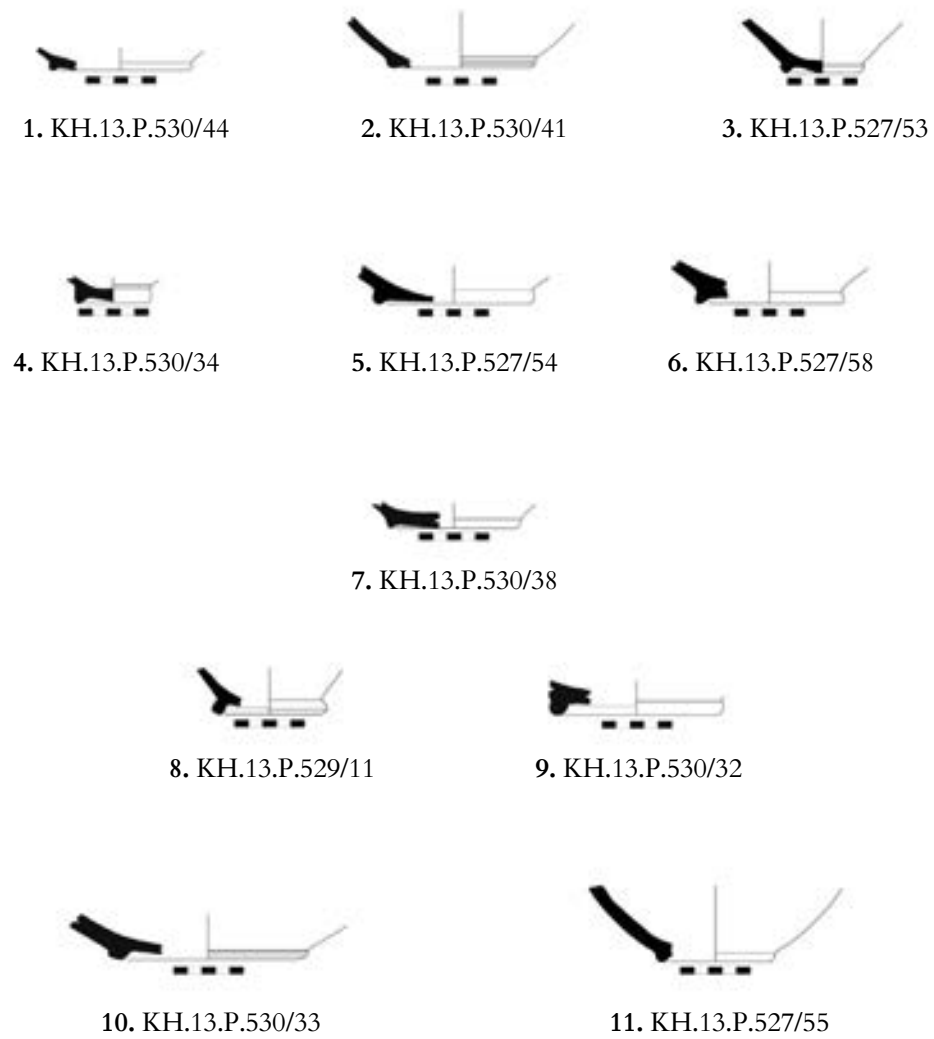 1. KH.13.P.530/44
2. KH.13.P.530/41
3. KH.13.P.527/53
4. KH.13.P.530/34
5. KH.13.P.527/54
6. KH.13.P.527/58
7. KH.13.P.530/38
8. KH.13.P.529/11
9. KH.13.P.530/32
10. KH.13.P.530/33
11. KH.13.P.527/55